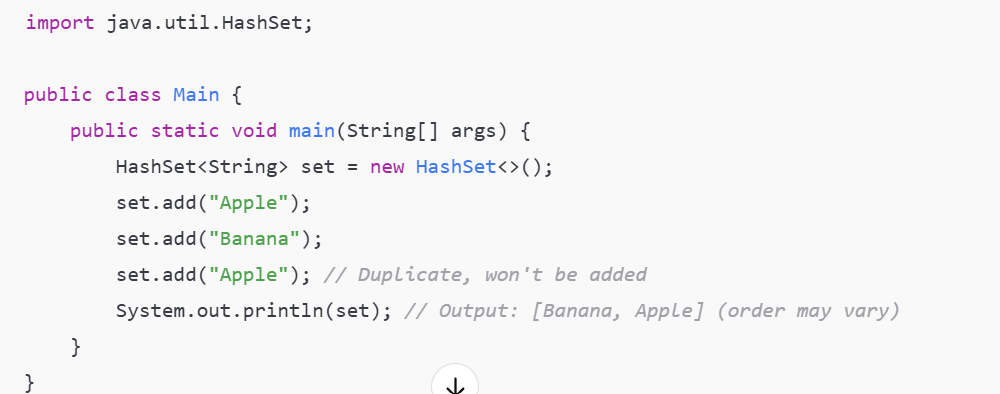 import java.util.HashSet;
public class Main {
    public static void main(String[] args) {
        HashSet<String> set = new HashSet<>();
        set.add("Apple");
        set.add("Banana");
        set.add("Apple"); // Duplicate, won't be added
        System.out.println(set); // Output: [Banana, Apple] (order may vary)
    }
}